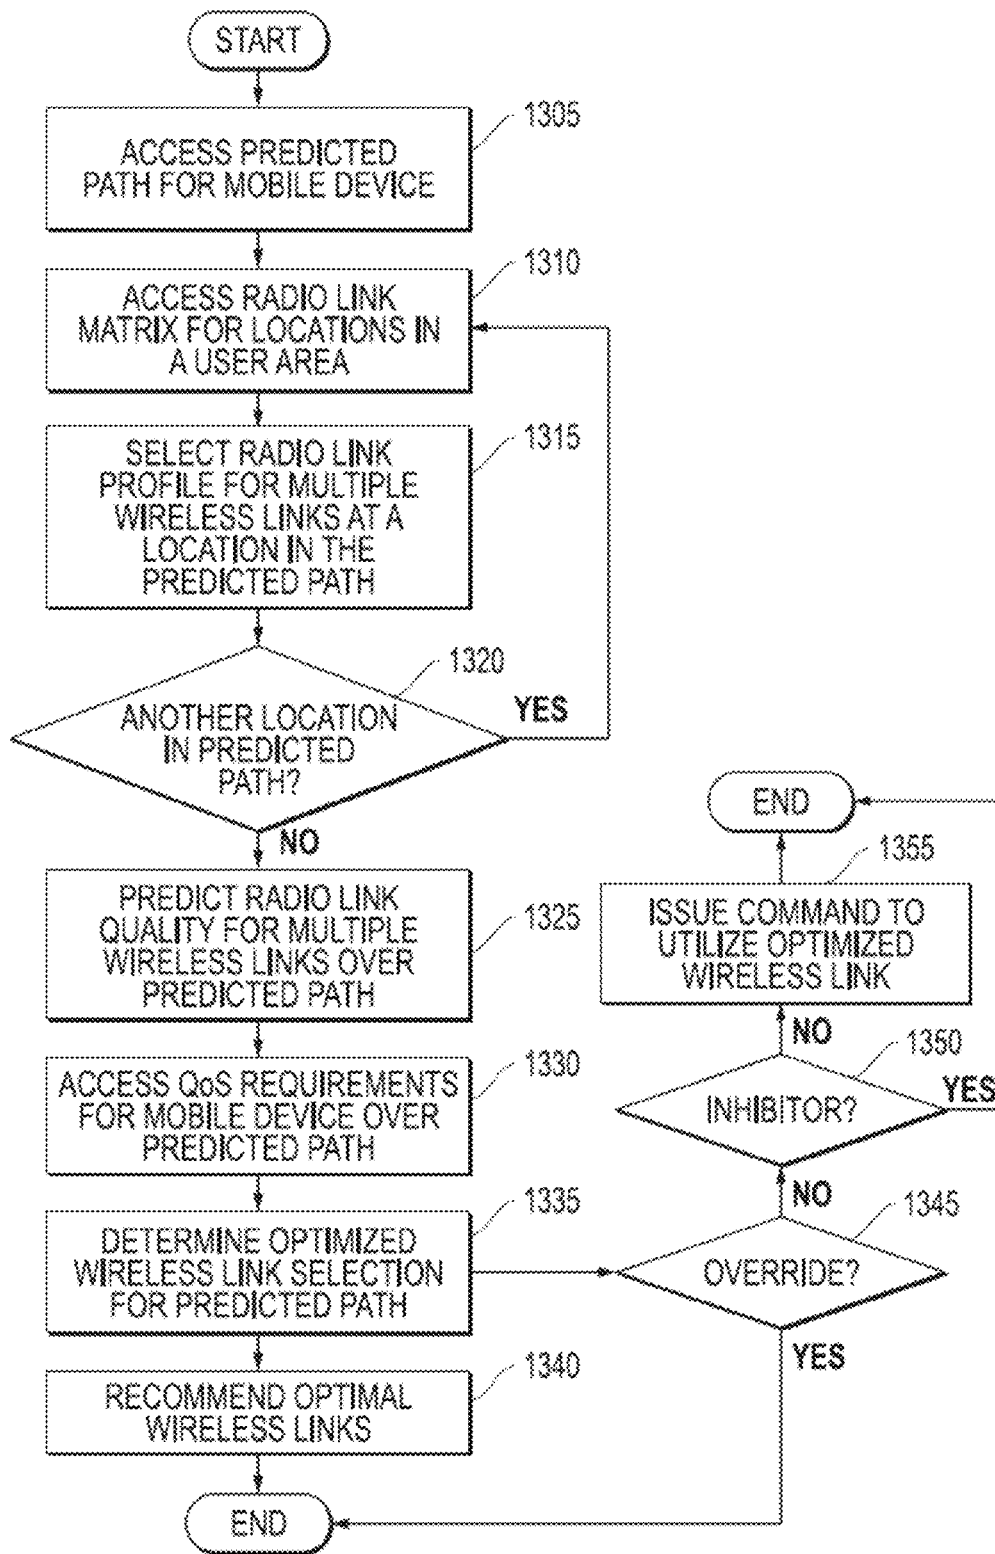 START
1305
ACCESS PREDICTED
PATH FOR MOBILE DEVICE
1310
ACCESS RADIO LINK
MATRIX FOR LOCATIONS IN
A USER AREA
1315
SELECT RADIO LINK
PROFILE FOR MULTIPLE
WIRELESS LINKS AT A
LOCATION IN THE
PREDICTED PATH
1320
YES
ANOTHER LOCATION
IN PREDICTED
PATH?
NO
1325
PREDICT RADIO LINK
QUALITY FOR MULTIPLE
WIRELESS LINKS OVER
PREDICTED PATH
1330
ACCESS QoS REQUIREMENTS
FOR MOBILE DEVICE OVER
PREDICTED PATH
1335
DETERMINE OPTIMIZED
WIRELESS LINK SELECTION
FOR PREDICTED PATH
1340
RECOMMEND OPTIMAL
WIRELESS LINKS
END
END
1355
ISSUE COMMAND TO
UTILIZE OPTIMIZED
WIRELESS LINK
NO
1350
INHIBITOR?
YES
NO
1345
OVERRIDE?
YES